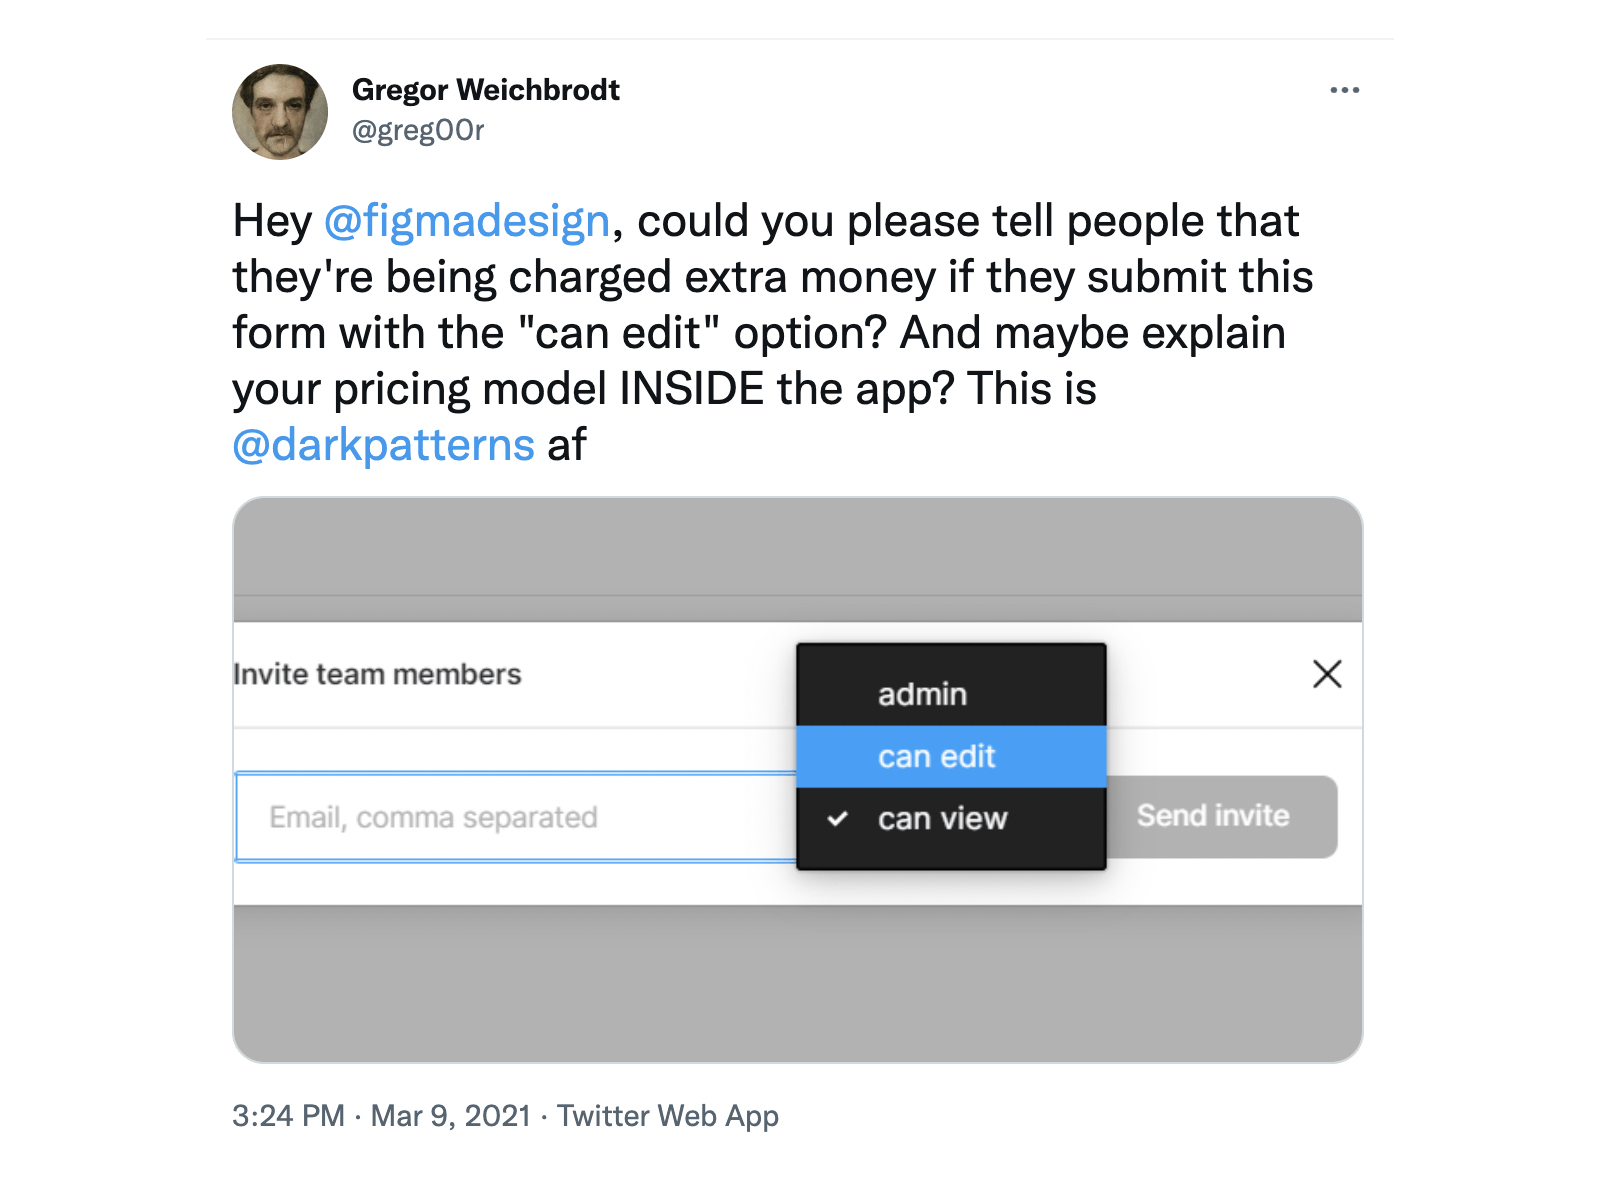 Gregor Weichbrodt
@greg00r
Hey @figmadesign, could you please tell people that
they're being charged extra money if they submit this
form with the "can edit" option? And maybe explain
your pricing model INSIDE the app? This is
@darkpatterns af
Invite team members
admin
can edit
Email, comma separated
✓ can view
Send invite
3:24 PM · Mar 9, 2021 · Twitter Web App